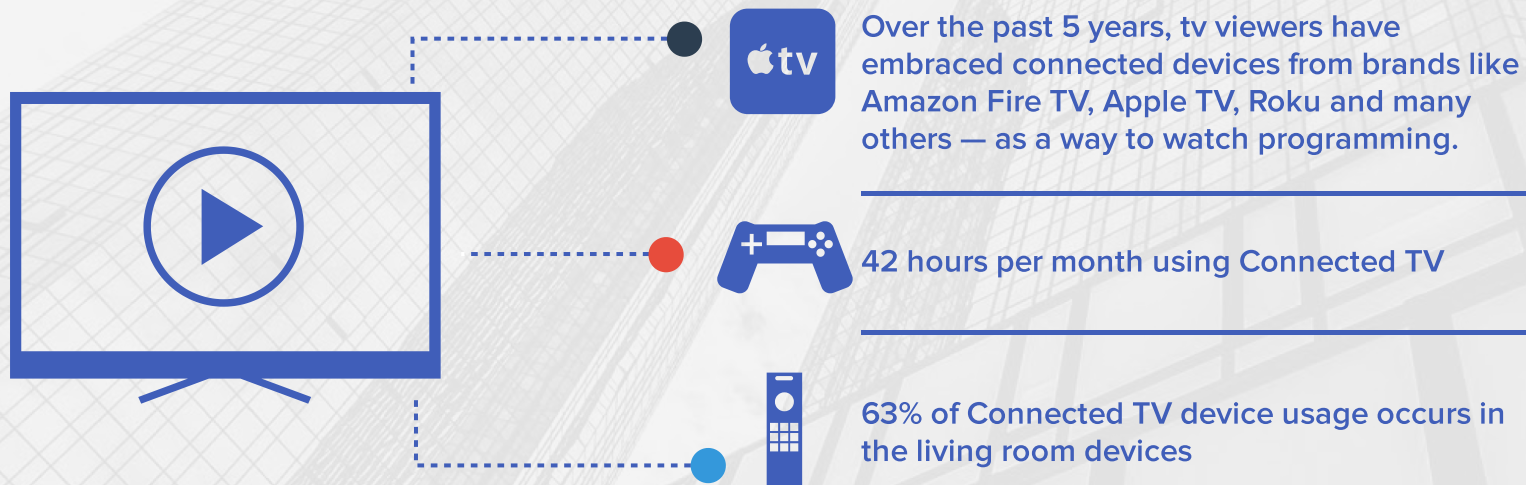 tv
Over the past 5 years, tv viewers have
embraced connected devices from brands like
Amazon Fire TV, Apple TV, Roku and many
others — as a way to watch programming.
42 hours per month using Connected TV
63% of Connected TV device usage occurs in
the living room devices